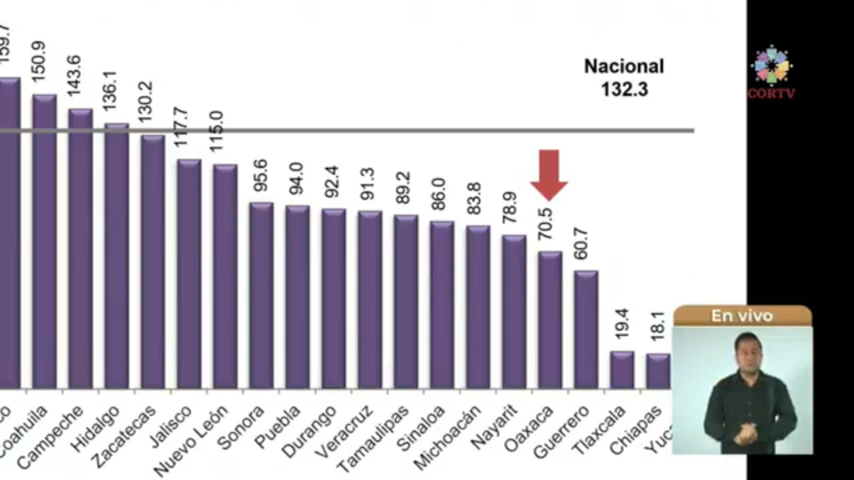 Nacional
132.3
CORTV
159.7
150.9
143.6
136.1
130.2
117.7
115.0
95.6
94.0
92.4
91.3
89.2
86.0
83.8
78.9
70.5
60.7
19.4
18.1
En vivo
Coahuila
Campeche
Hidalgo
Zacatecas
Jalisco
Nuevo León
Sonora
Puebla
Durango
Veracruz
Tamaulipas
Sinaloa
Michoacán
Nayarit
Oaxaca
Guerrero
Tlaxcala
Chiapas